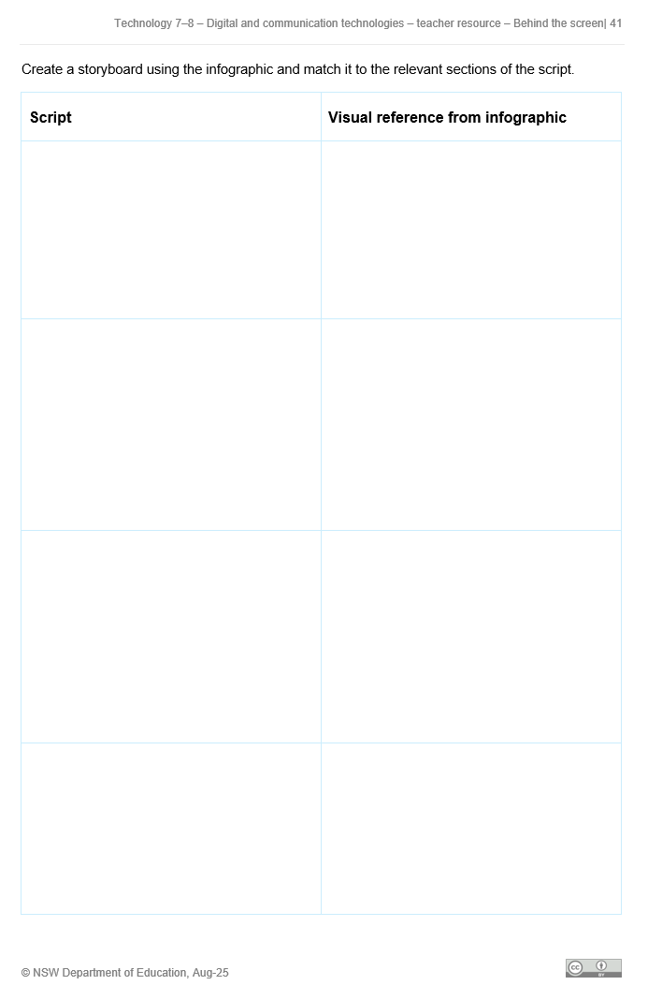 Technology 7–8 – Digital and communication technologies – teacher resource – Behind the screen| 41
Create a storyboard using the infographic and match it to the relevant sections of the script.
Script
Visual reference from infographic
© NSW Department of Education, Aug-25
cc
BY